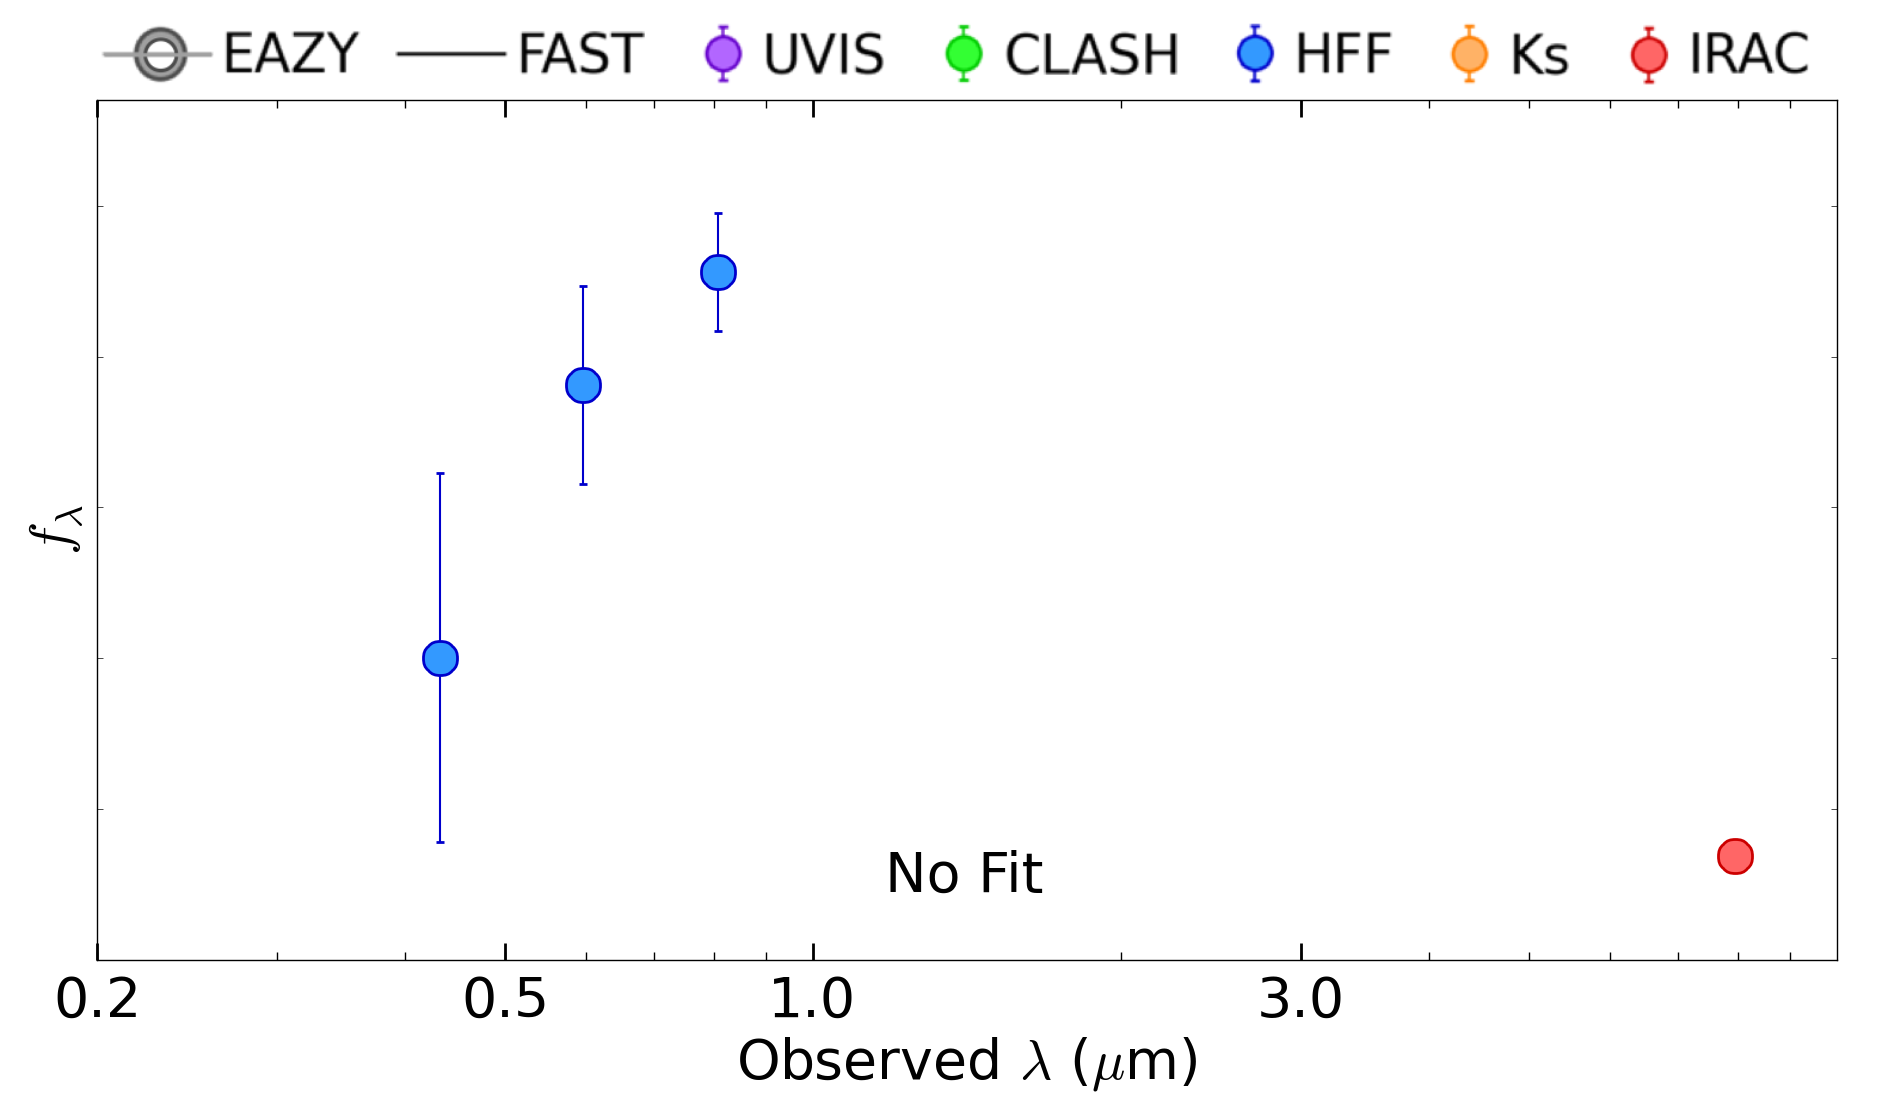 EAZY FAST UVIS CLASH HFF Ks IRAC
f_λ
No Fit
0.2 0.5 1.0 3.0
Observed λ (μm)